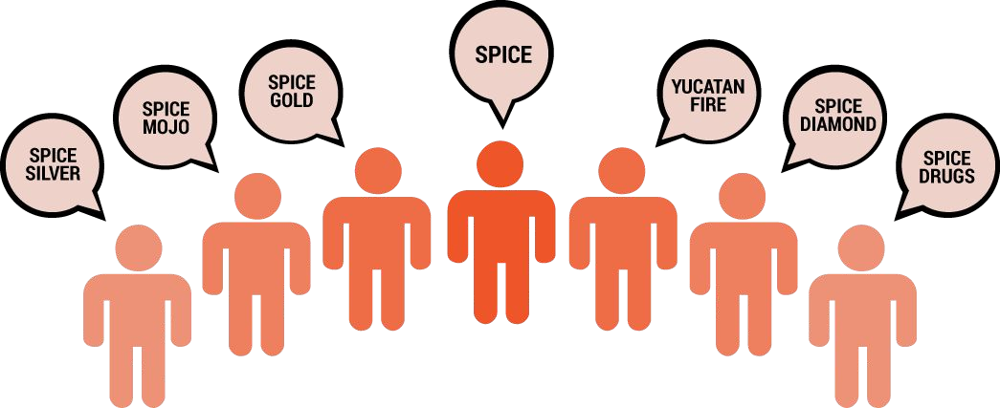 SPICE
SILVER
SPICE
MOJO
SPICE
GOLD
SPICE
YUCATAN
FIRE
SPICE
DIAMOND
SPICE
DRUGS